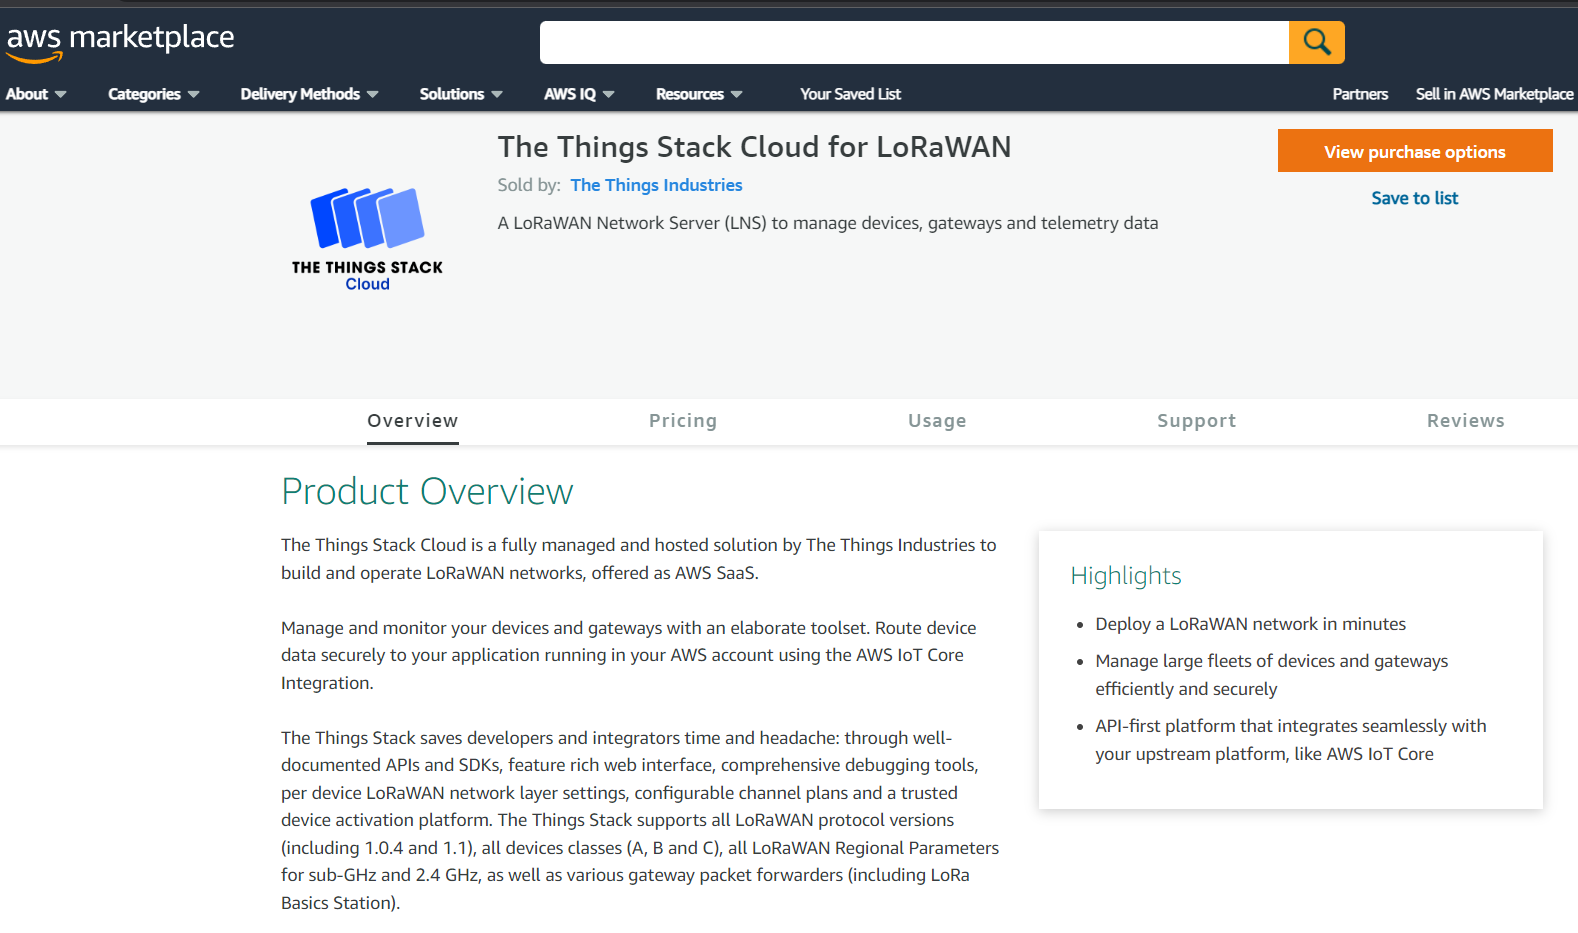 aws marketplace
About Categories Delivery Methods Solutions AWS IQ Resources Your Saved List Partners Sell in AWS Marketplace
THE THINGS STACK
Cloud
The Things Stack Cloud for LoRaWAN
Sold by: The Things Industries
A LoRaWAN Network Server (LNS) to manage devices, gateways and telemetry data
View purchase options
Save to list
Overview Pricing Usage Support Reviews
Product Overview
The Things Stack Cloud is a fully managed and hosted solution by The Things Industries to
build and operate LoRaWAN networks, offered as AWS SaaS.
Manage and monitor your devices and gateways with an elaborate toolset. Route device
data securely to your application running in your AWS account using the AWS IoT Core
Integration.
The Things Stack saves developers and integrators time and headache: through well-
documented APIs and SDKs, feature rich web interface, comprehensive debugging tools,
per device LoRaWAN network layer settings, configurable channel plans and a trusted
device activation platform. The Things Stack supports all LoRaWAN protocol versions
(including 1.0.4 and 1.1), all devices classes (A, B and C), all LoRaWAN Regional Parameters
for sub-GHz and 2.4 GHz, as well as various gateway packet forwarders (including LoRa
Basics Station).
Highlights
• Deploy a LoRaWAN network in minutes
• Manage large fleets of devices and gateways
efficiently and securely
• API-first platform that integrates seamlessly with
your upstream platform, like AWS IoT Core